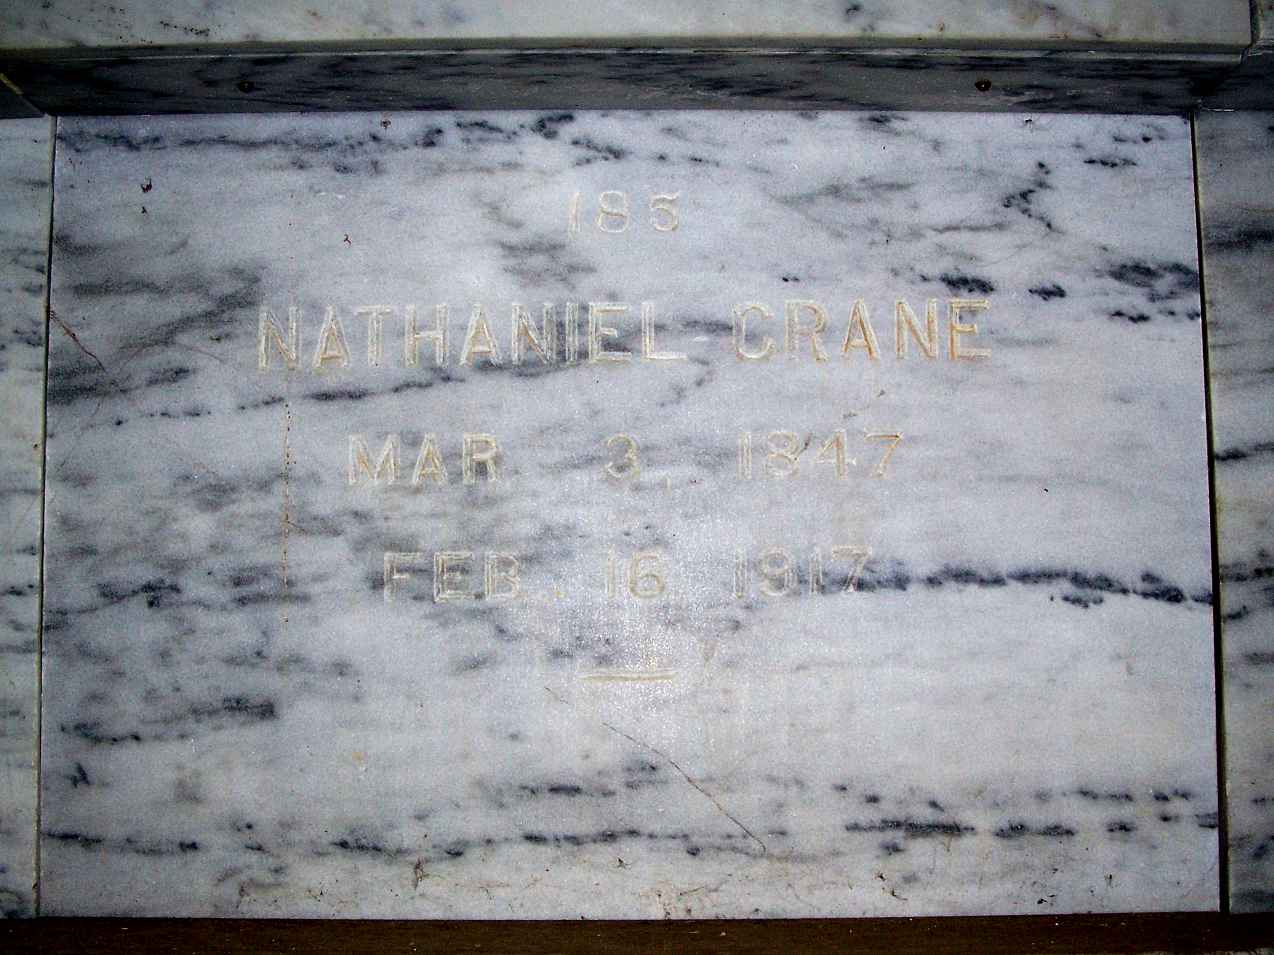 185
NATHANIEL CRANE
MAR 3, 1847
FEB. 16, 1917